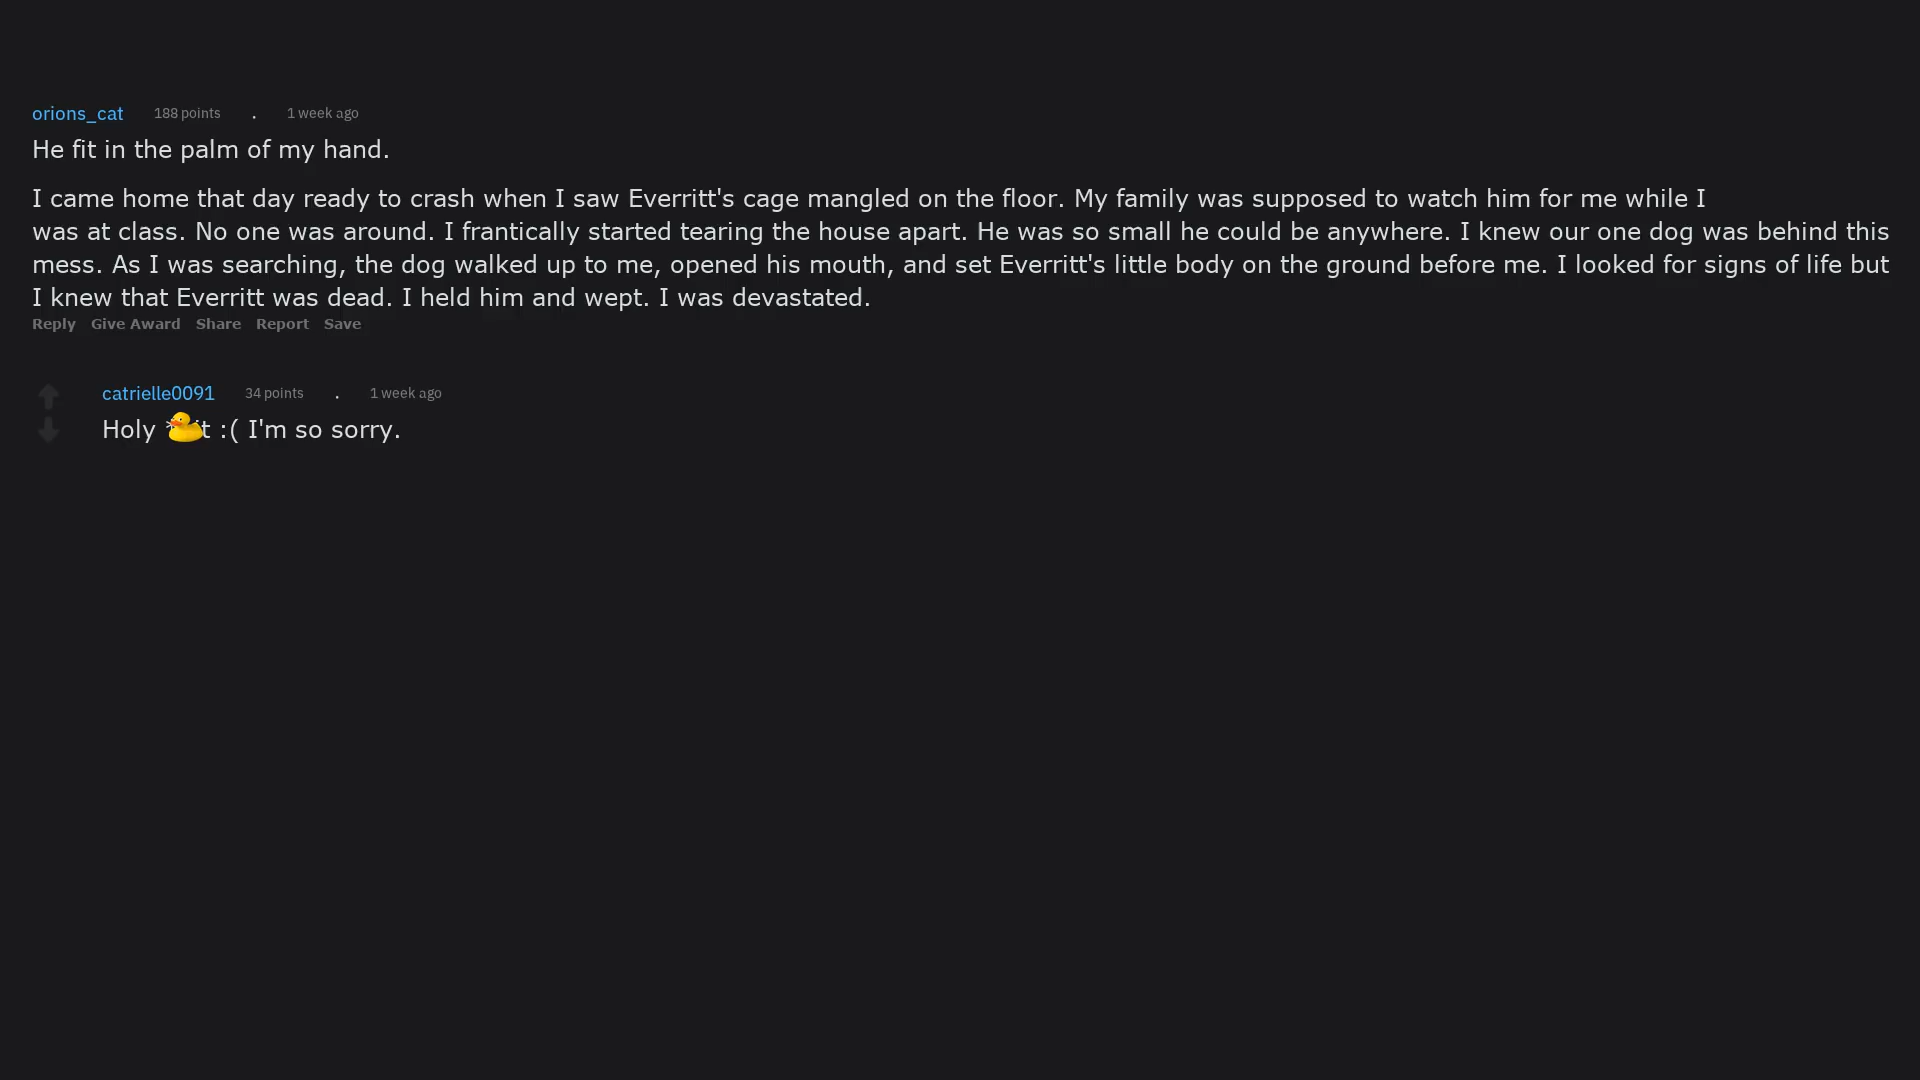 orions_cat 188 points . 1 week ago
He fit in the palm of my hand.
I came home that day ready to crash when I saw Everritt's cage mangled on the floor. My family was supposed to watch him for me while I
was at class. No one was around. I frantically started tearing the house apart. He was so small he could be anywhere. I knew our one dog was behind this
mess. As I was searching, the dog walked up to me, opened his mouth, and set Everritt's little body on the ground before me. I looked for signs of life but
I knew that Everritt was dead. I held him and wept. I was devastated.
Reply Give Award Share Report Save
catrielle0091 34 points . 1 week ago
Holy :( I'm so sorry.